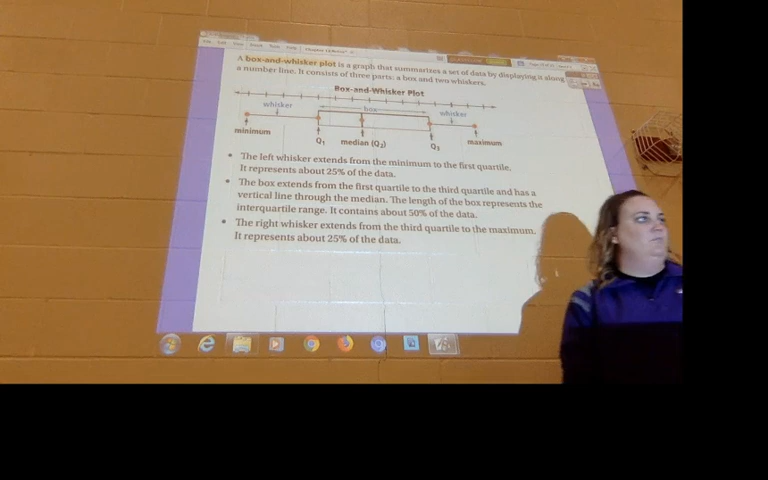 A box-and-whisker plot is a graph that summarizes a set of data by displaying it along
a number line. It consists of three parts: a box and two whiskers.
Box-and-Whisker Plot
whisker
box
whisker
minimum
Q1
median (Q2)
Q3
maximum
• The left whisker extends from the minimum to the first quartile.
It represents about 25% of the data.
• The box extends from the first quartile to the third quartile and has a
vertical line through the median. The length of the box represents the
interquartile range. It contains about 50% of the data.
• The right whisker extends from the third quartile to the maximum.
It represents about 25% of the data.